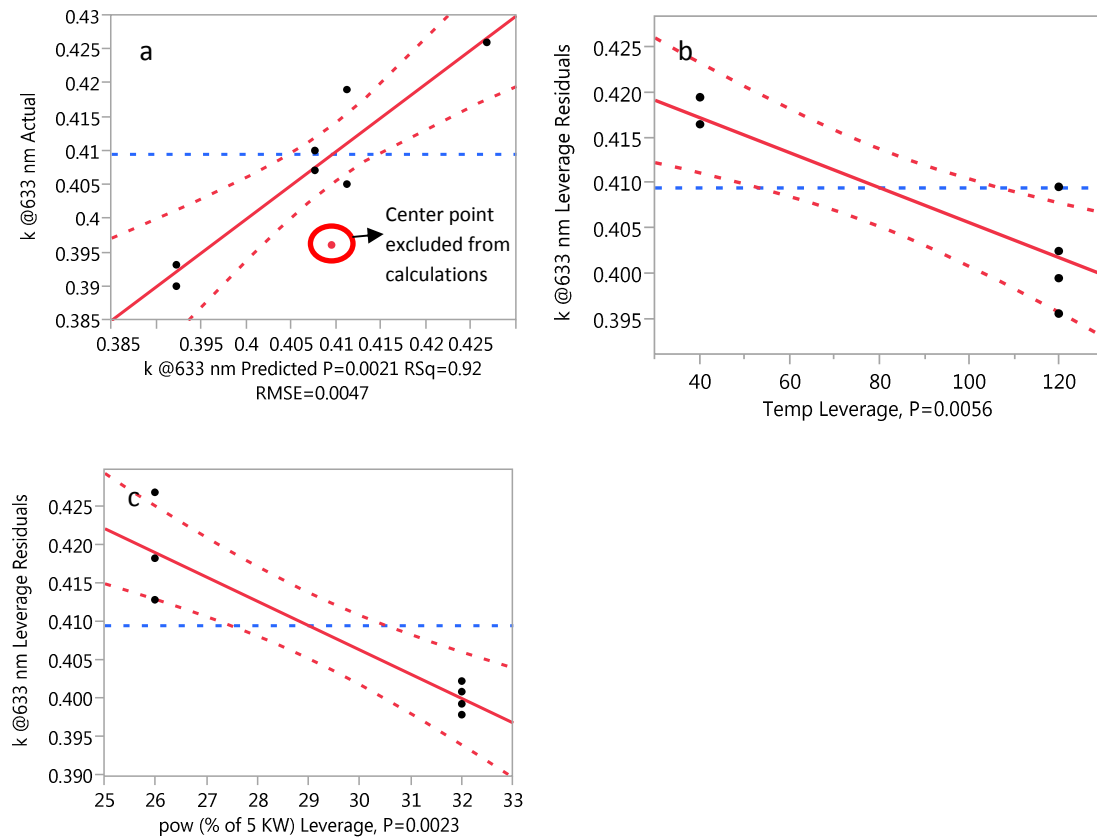 a
0.43
0.425
0.42
0.415
0.41
0.405
0.4
0.395
0.39
0.385
k @633 nm Actual
Center point
excluded from
calculations
0.385 0.395 0.405 0.41 0.415 0.425
k @633 nm Predicted P=0.0021 RSq=0.92
RMSE=0.0047
b
0.425
0.420
0.415
0.410
0.405
0.400
0.395
k @633 nm Leverage Residuals
40 60 80 100 120
Temp Leverage, P=0.0056
c
0.425
0.420
0.415
0.410
0.405
0.400
0.395
0.390
k @633 nm Leverage Residuals
25 26 27 28 29 30 31 32 33
pow (% of 5 KW) Leverage, P=0.0023